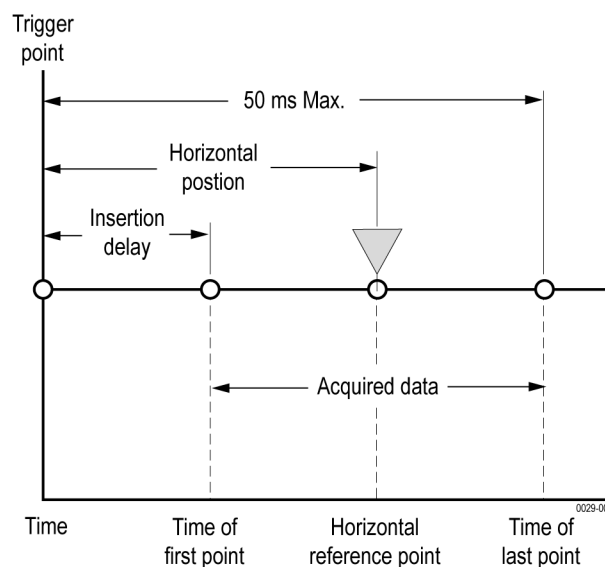 Trigger
point
50 ms Max.
Horizontal
postion
Insertion
delay
Acquired data
Time
Time of
first point
Horizontal
reference point
Time of
last point